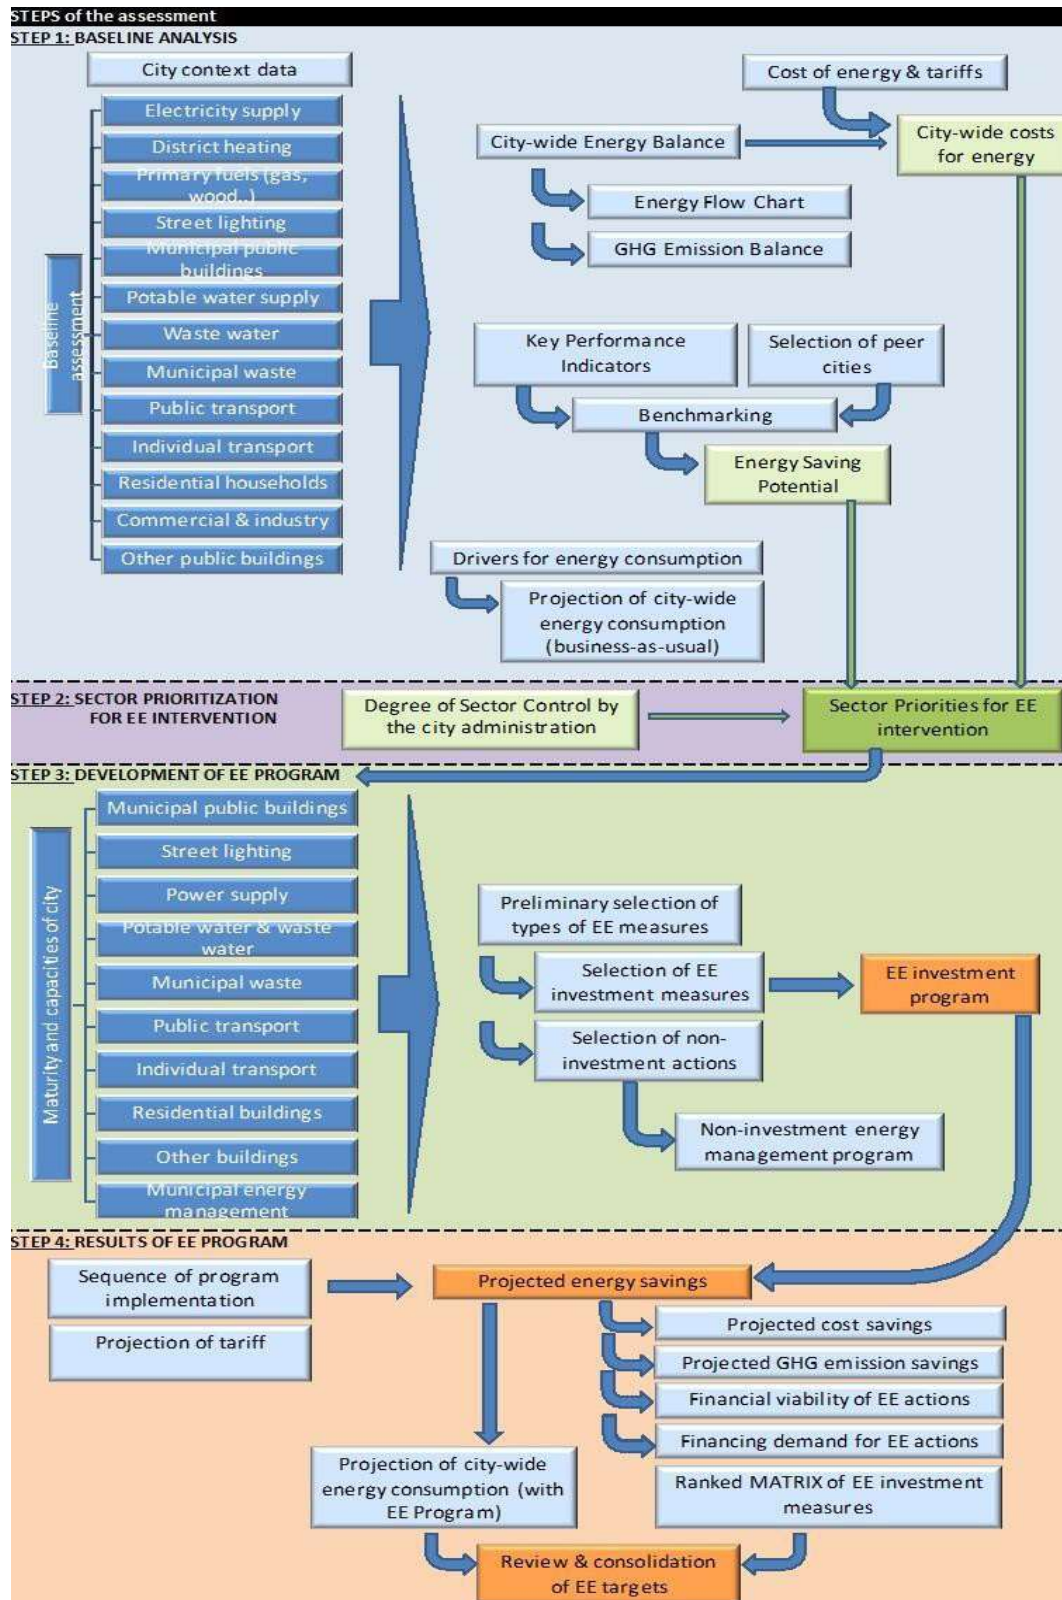 STEPS of the assessment
STEP 1: BASELINE ANALYSIS
City context data
Electricity supply
District heating
Primary fuels (gas, wood..)
Street lighting
Municipal public
buildings
Potable water supply
Waste water
Municipal waste
Public transport
Individual transport
Residential households
Commercial & industry
Other public buildings
Baseline
assessment
Cost of energy & tariffs
City-wide Energy Balance
City-wide costs
for energy
Energy Flow Chart
GHG Emission Balance
Key Performance
Indicators
Selection of peer
cities
Benchmarking
Energy Saving
Potential
Drivers for energy consumption
Projection of city-wide
energy consumption
(business-as-usual)
STEP 2: SECTOR PRIORITIZATION
FOR EE INTERVENTION
Degree of Sector Control by
the city administration
Sector Priorities for EE
intervention
STEP 3: DEVELOPMENT OF EE PROGRAM
Maturity and capacities of city
Municipal public buildings
Street lighting
Power supply
Potable water & waste
water
Municipal waste
Public transport
Individual transport
Residential buildings
Other buildings
Municipal energy
management
Preliminary selection of
types of EE measures
Selection of EE
investment measures
EE investment
program
Selection of non-
investment actions
Non-investment energy
management program
STEP 4: RESULTS OF EE PROGRAM
Sequence of program
implementation
Projection of tariff
Projected energy savings
Projected cost savings
Projected GHG emission savings
Financial viability of EE actions
Financing demand for EE actions
Projection of city-wide
energy consumption (with
EE Program)
Ranked MATRIX of EE investment
measures
Review & consolidation
of EE targets